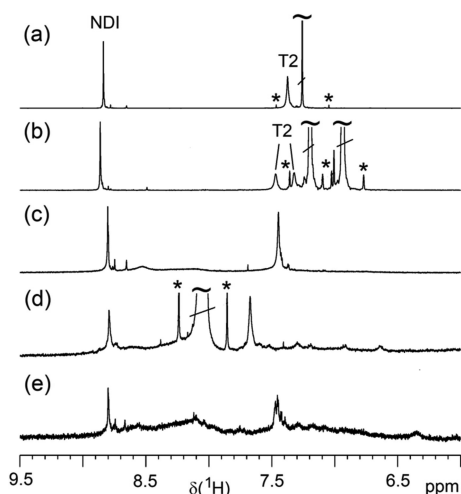 (a)
NDI
T2
~
*
*
(b)
T2
~
~
*
*
*
(c)
(d)
*
~
*
(e)
9.5
8.5
7.5
6.5
δ(¹H)
ppm